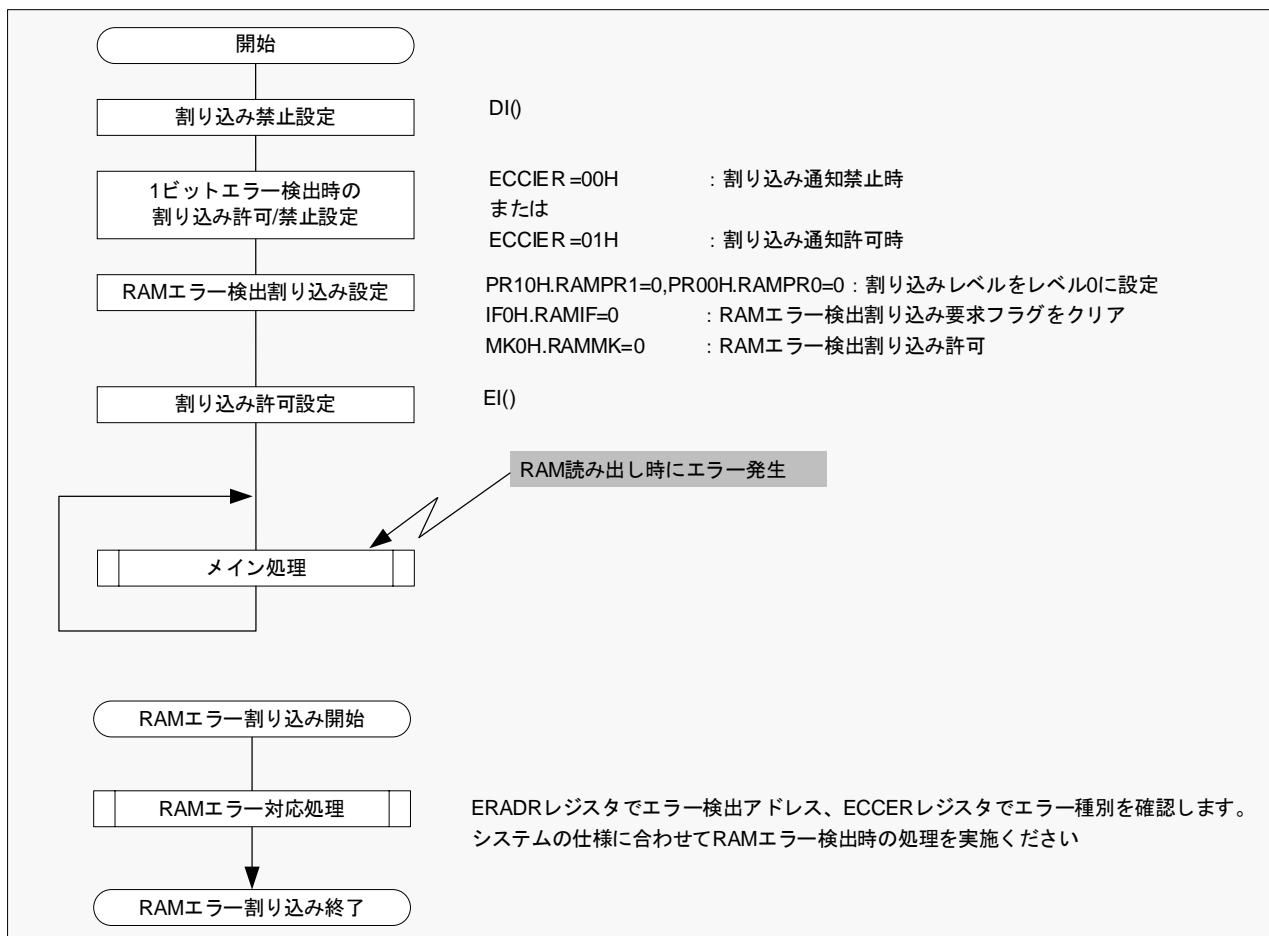 開始
割り込み禁止設定
DI()
1ビットエラー検出時の
割り込み許可/禁止設定
ECCIER=00H :割り込み通知禁止時
または
ECCIER=01H :割り込み通知許可時
RAMエラー検出割り込み設定
PR10H.RAMPR1=0,PR00H.RAMPR0=0:割り込みレベルをレベル0に設定
IF0H.RAMIF=0 :RAMエラー検出割り込み要求フラグをクリア
MK0H.RAMMK=0 :RAMエラー検出割り込み許可
割り込み許可設定
EI()
RAM読み出し時にエラー発生
メイン処理
RAMエラー割り込み開始
RAMエラー対応処理
ERADRレジスタでエラー検出アドレス、ECCERレジスタでエラー種別を確認します。
システムの仕様に合わせてRAMエラー検出時の処理を実施ください
RAMエラー割り込み終了